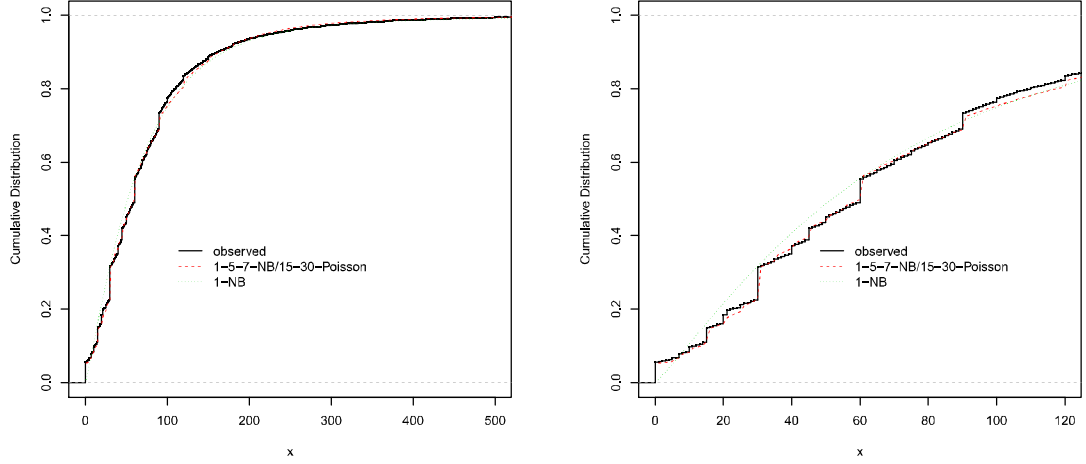 Cumulative Distribution
1.0
0.8
0.6
0.4
0.2
0.0
observed
1−5−7−NB/15−30−Poisson
1−NB
0 100 200 300 400 500
x
Cumulative Distribution
1.0
0.8
0.6
0.4
0.2
0.0
observed
1−5−7−NB/15−30−Poisson
1−NB
0 20 40 60 80 100 120
x